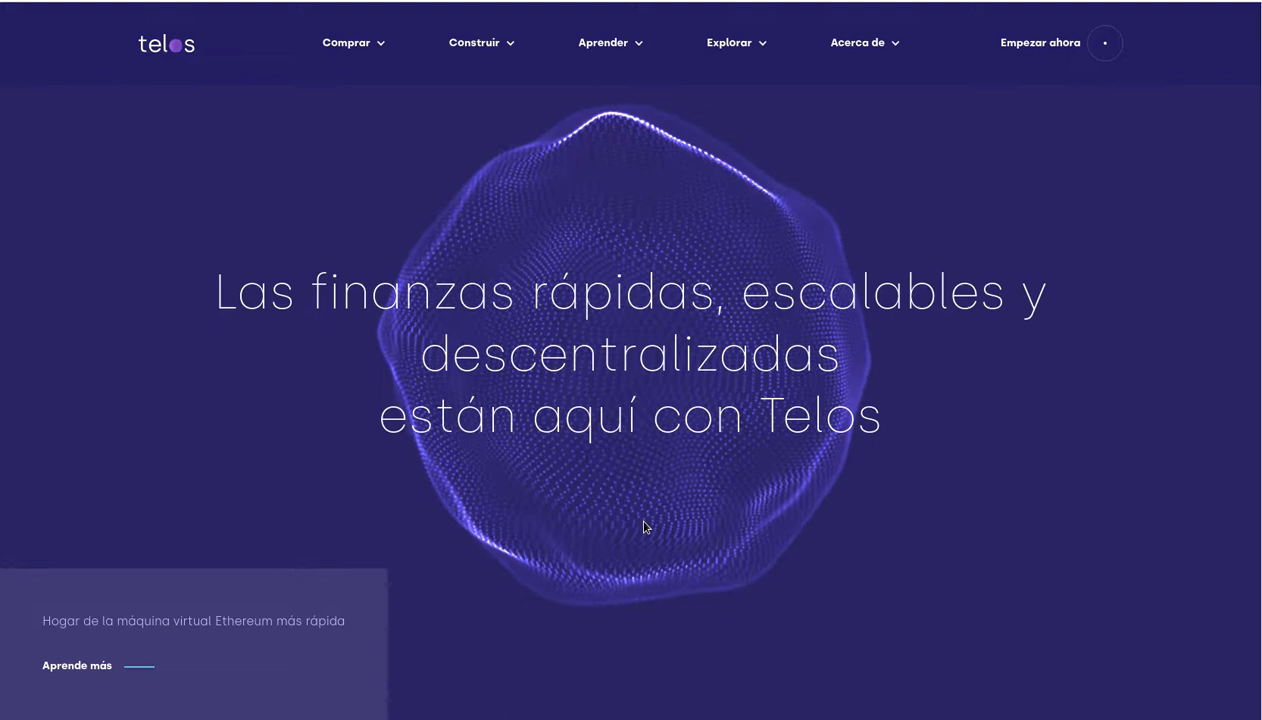 telos
Comprar
Construir
Aprender
Explorar
Acerca de
Empezar ahora
Las finanzas rápidas, escalables y
descentralizadas
están aquí con Telos
Hogar de la máquina virtual Ethereum más rápida
Aprende más